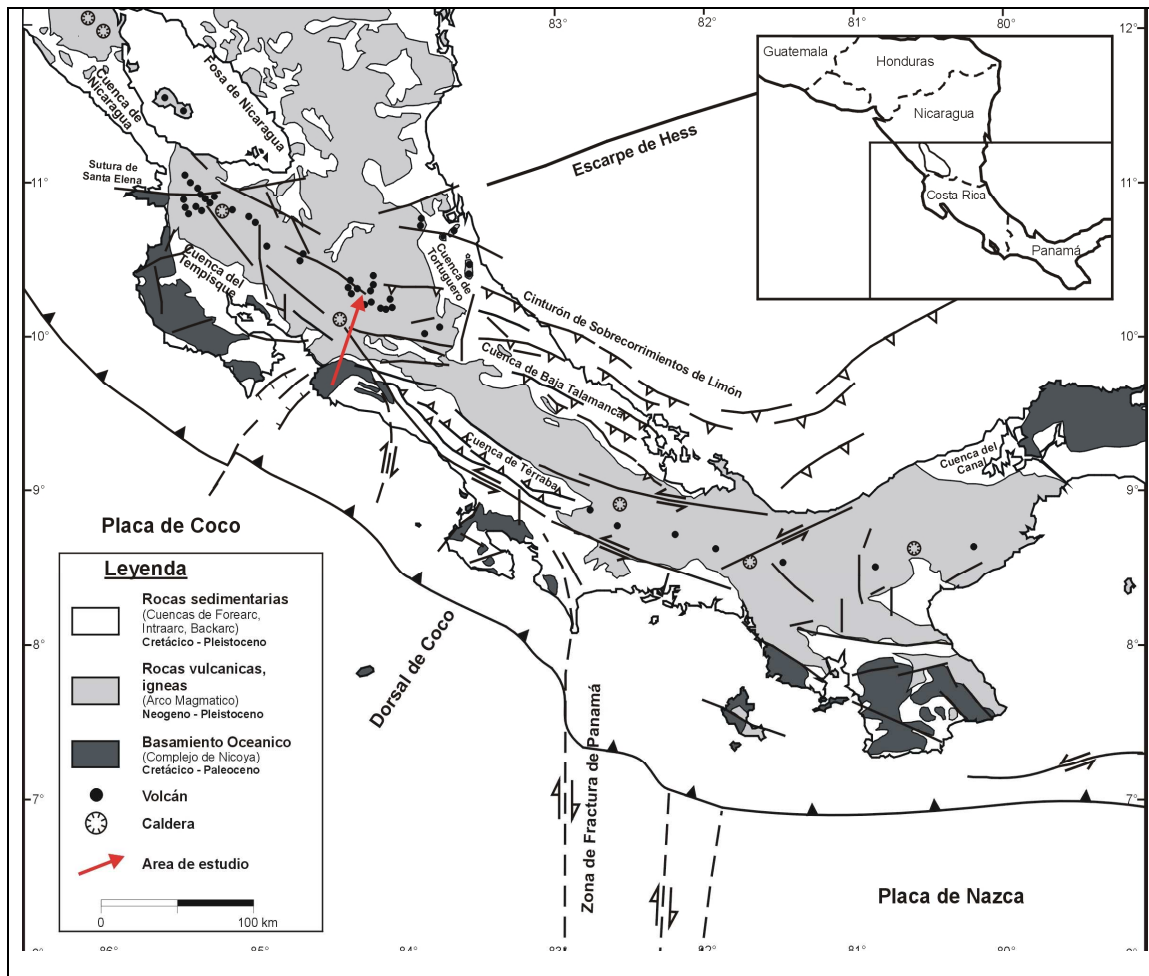 83°
82°
81°
80°
12°
Guatemala
Honduras
Nicaragua
Costa Rica
Panamá
Cuenca de
Nicaragua
Fosa de Nicaragua
Escarpe de Hess
Sutura de
Santa Elena
11°
11°
Cuenca del
Tempisque
Cuenca de
Tortuguero
Cinturón de Sobrecorrimientos de Limón
10°
10°
Cuenca de Baja Talamanca
Cuenca de Térraba
Cuenca del
Canal
9°
9°
Placa de Coco
Dorsal de Coco
8°
8°
Zona de Fractura de Panamá
7°
7°
Placa de Nazca
Leyenda
Rocas sedimentarias
(Cuencas de Forearc,
Intraarc, Backarc)
Cretácico - Pleistoceno
Rocas vulcanicas,
igneas
(Arco Magmatico)
Neogeno - Pleistoceno
Basamiento Oceanico
(Complejo de Nicoya)
Cretácico - Paleoceno
Volcán
Caldera
Area de estudio
0
100 km